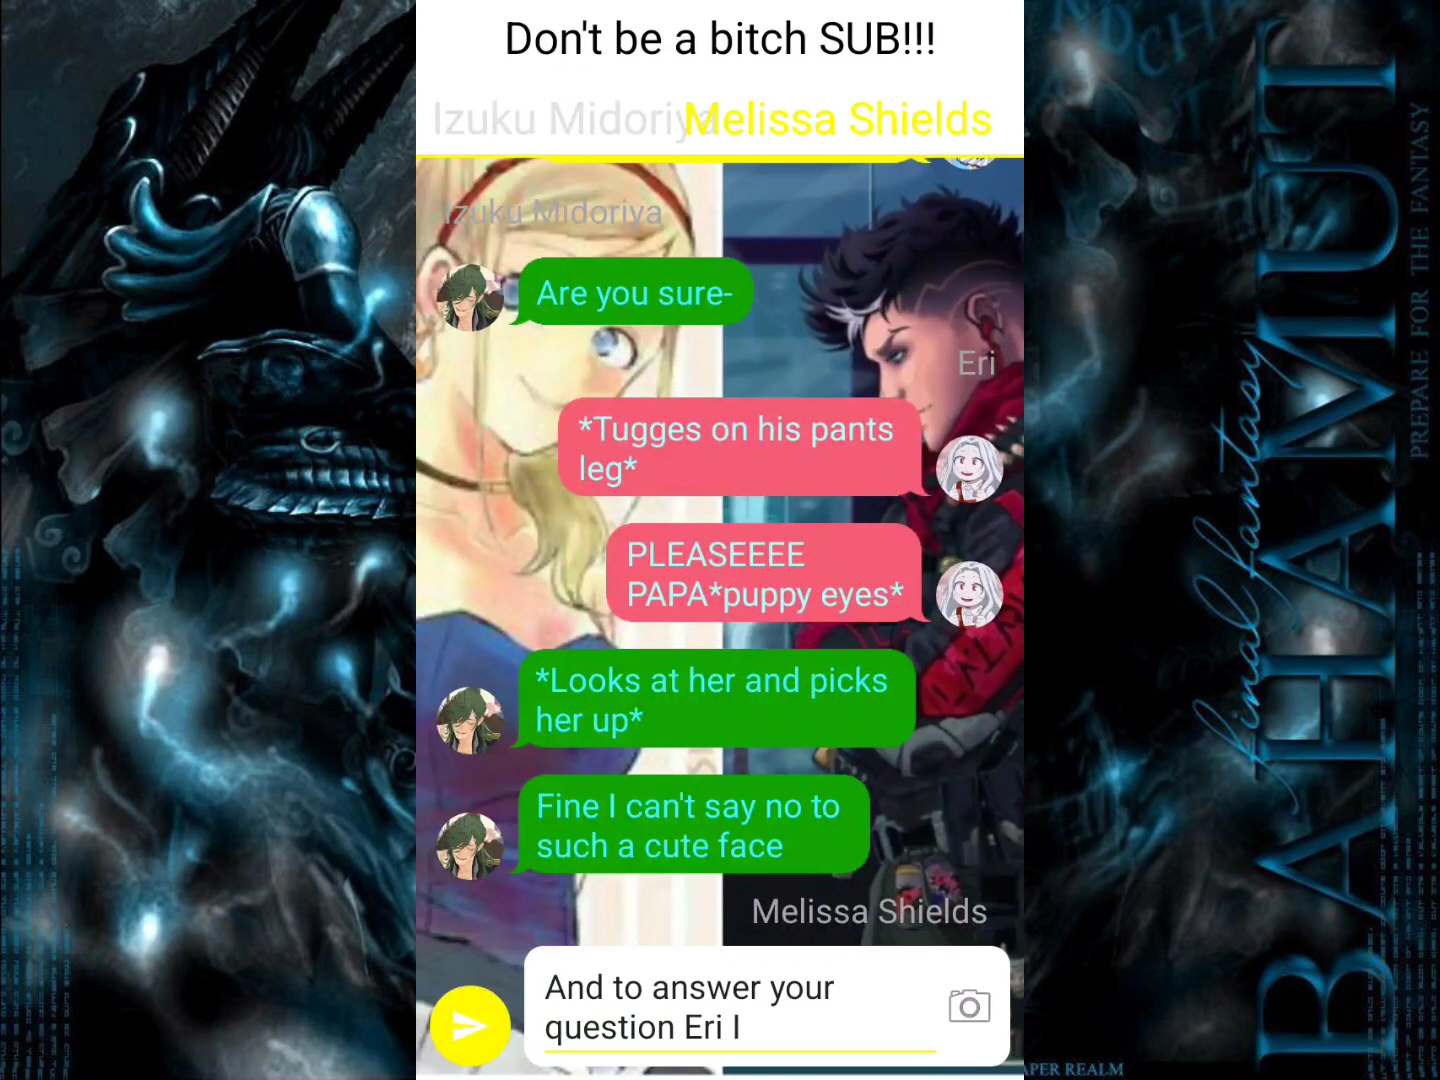 Don't be a bitch SUB!!!
Izuku Midoriya
Melissa Shields
Izuku Midoriya
Are you sure-
Eri
*Tugges on his pants
leg*
PLEASEEEE
PAPA*puppy eyes*
*Looks at her and picks
her up*
Fine I can't say no to
such a cute face
Melissa Shields
And to answer your
question Eri I
final fantasy
BAHAMUT
PREPARE FOR THE FANTASY
APER REALM